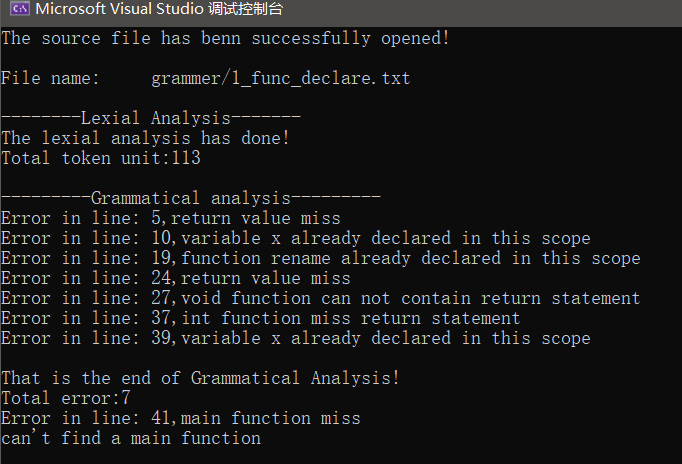 Microsoft Visual Studio 调试控制台
The source file has benn successfully opened!
File name:     grammer/1_func_declare.txt
--------Lexial Analysis-------
The lexial analysis has done!
Total token unit:113
---------Grammatical analysis---------
Error in line: 5,return value miss
Error in line: 10,variable x already declared in this scope
Error in line: 19,function rename already declared in this scope
Error in line: 24,return value miss
Error in line: 27,void function can not contain return statement
Error in line: 37,int function miss return statement
Error in line: 39,variable x already declared in this scope
That is the end of Grammatical Analysis!
Total error:7
Error in line: 41,main function miss
can't find a main function